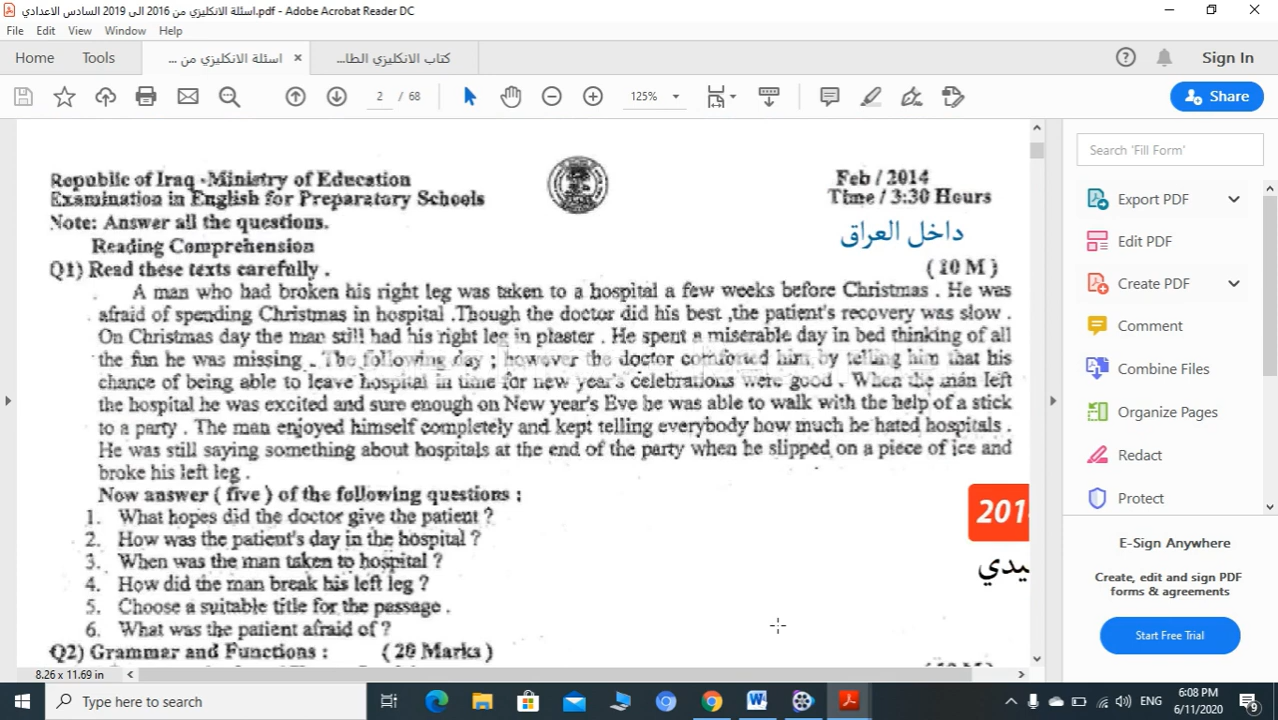 اسئلة الانكليزي من 2016 الى 2019 السادس الاعدادي.pdf - Adobe Acrobat Reader DC
File Edit View Window Help
Home Tools اسئلة الانكليزي من ... × كتاب الانكليزي الطا... Sign In
2 / 68 125% Share
Republic of Iraq -Ministry of Education
Examination in English for Preparatory Schools
Note: Answer all the questions.
Feb / 2014
Time / 3:30 Hours
داخل العراق
Reading Comprehension
Q1) Read these texts carefully .
A man who had broken his right leg was taken to a hospital a few weeks before Christmas . He was
afraid of spending Christmas in hospital .Though the doctor did his best ,the patient's recovery was slow .
On Christmas day the man still had his right leg in plaster . He spent a miserable day in bed thinking of all
the fun he was missing . The following day ; however the doctor comforted him by telling him that his
chance of being able to leave hospital in time for new year's celebrations were good . When the man left
the hospital he was excited and sure enough on New year's Eve he was able to walk with the help of a stick
to a party . The man enjoyed himself completely and kept telling everybody how much he hated hospitals .
He was still saying something about hospitals at the end of the party when he slipped on a piece of ice and
broke his left leg .
Now answer ( five ) of the following questions ;
1. What hopes did the doctor give the patient ?
2. How was the patient's day in the hospital ?
3. When was the man taken to hospital ?
4. How did the man break his left leg ?
5. Choose a suitable title for the passage .
6. What was the patient afraid of ?
Q2) Grammar and Functions : ( 20 Marks )
201
8.26 x 11.69 in
Search 'Fill Form'
Export PDF
Edit PDF
Create PDF
Comment
Combine Files
Organize Pages
Redact
Protect
E-Sign Anywhere
Create, edit and sign PDF
forms & agreements
Start Free Trial
Type here to search
ENG
6:08 PM
6/11/2020
9